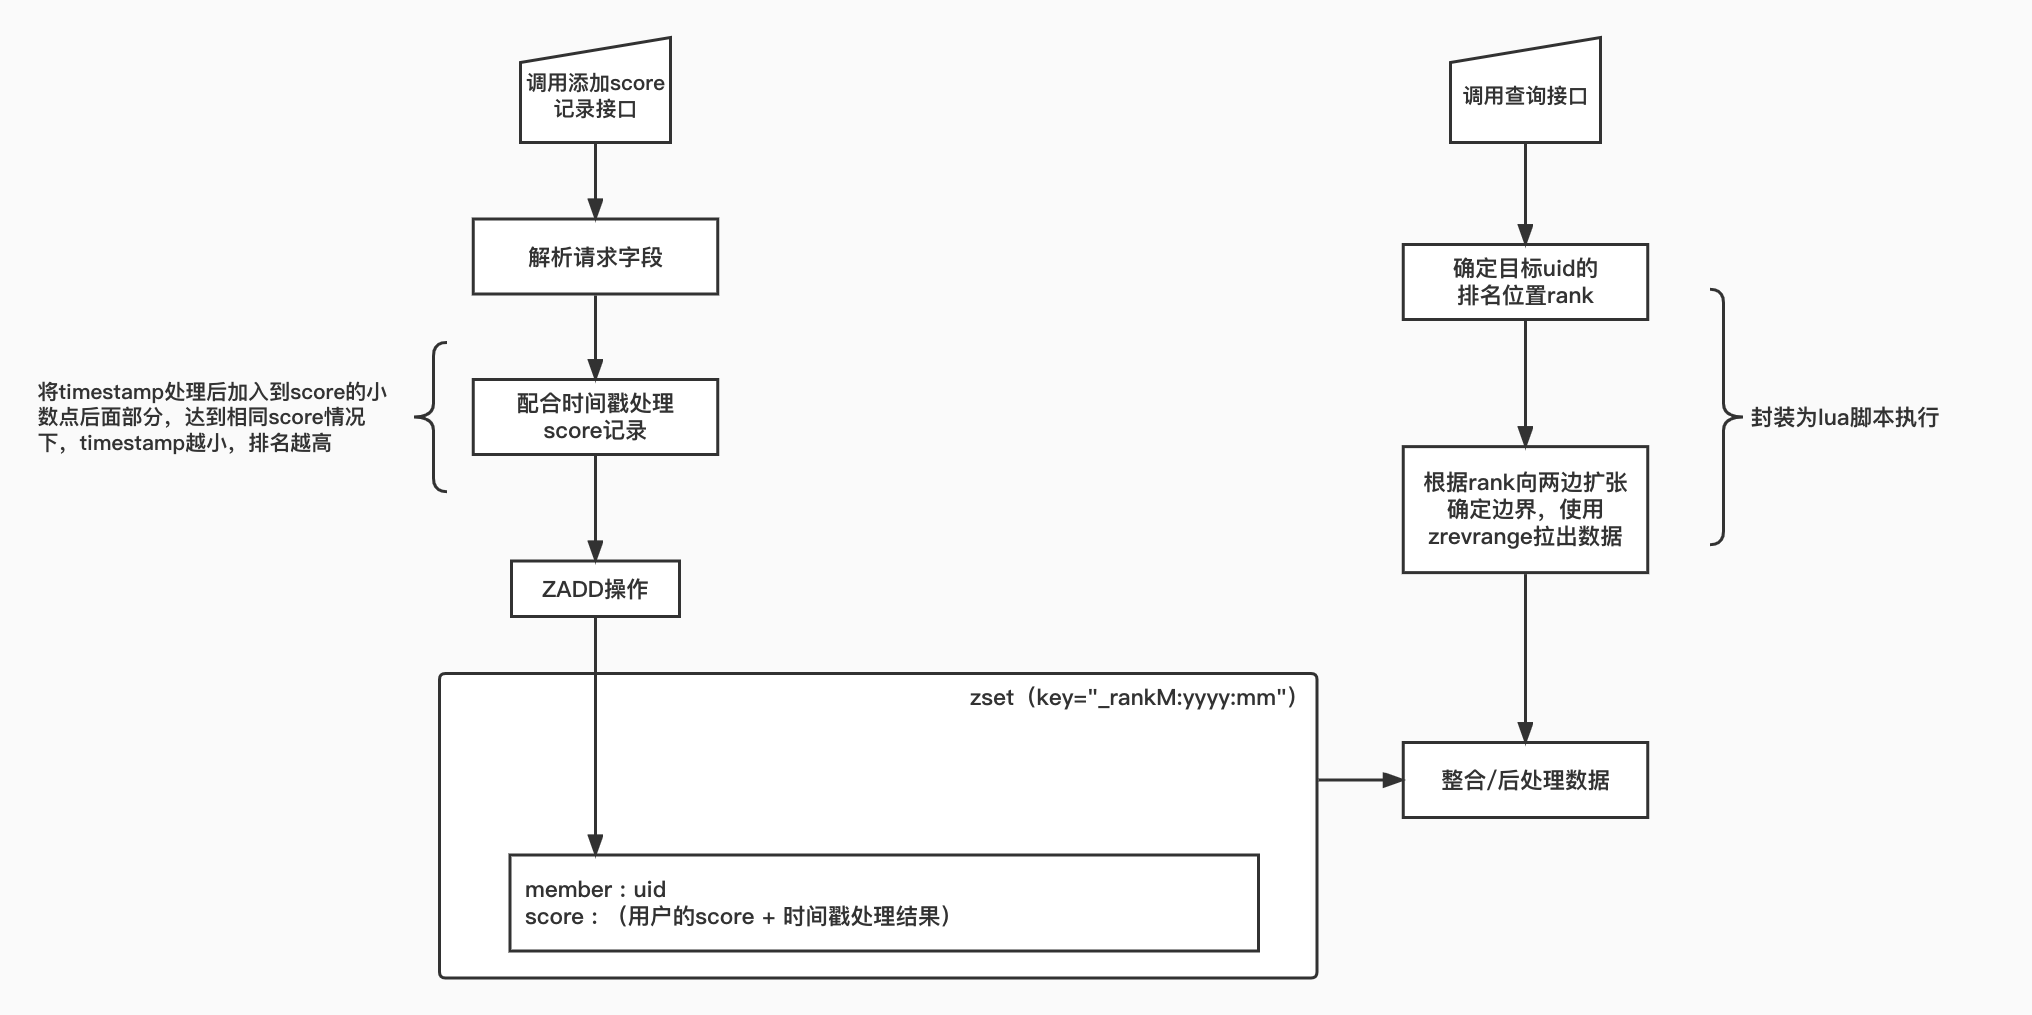 调用添加score
记录接口
解析请求字段
将timestamp处理后加入到score的小
数点后面部分，达到相同score情况
下，timestamp越小，排名越高
配合时间戳处理
score记录
ZADD操作
zset（key="_rankM:yyyy:mm"）
member：uid
score：（用户的score + 时间戳处理结果）
调用查询接口
确定目标uid的
排名位置rank
根据rank向两边扩张
确定边界，使用
zrevrange拉出数据
封装为lua脚本执行
整合/后处理数据